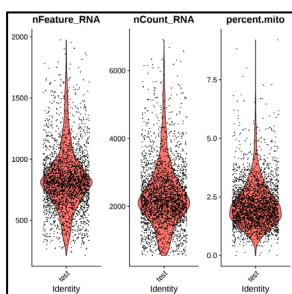 nFeature_RNA
2000
1500
1000
500
test
Identity
nCount_RNA
6000
4000
2000
test
Identity
percent.mito
7.5
5.0
2.5
0.0
test
Identity